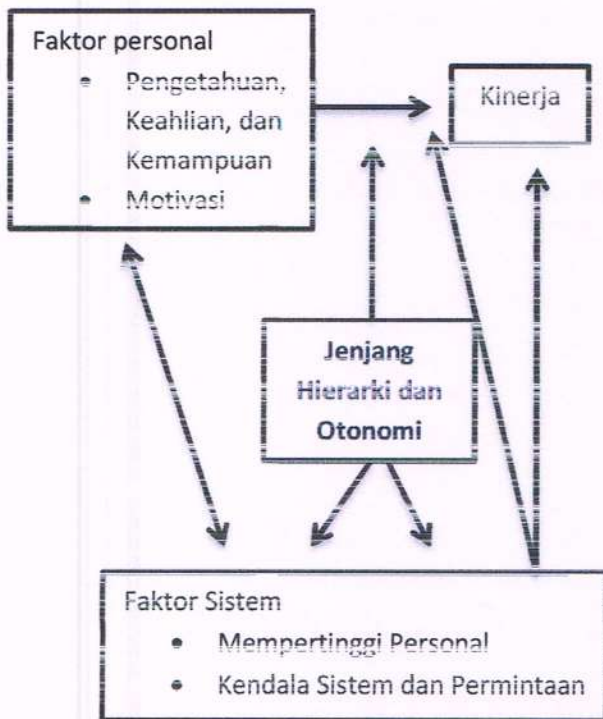 Faktor personal
• Pengetahuan,
Keahlian, dan
Kemampuan
• Motivasi
Kinerja
Jenjang
Hierarki dan
Otonomi
Faktor Sistem
• Mempertinggi Personal
• Kendala Sistem dan Permintaan